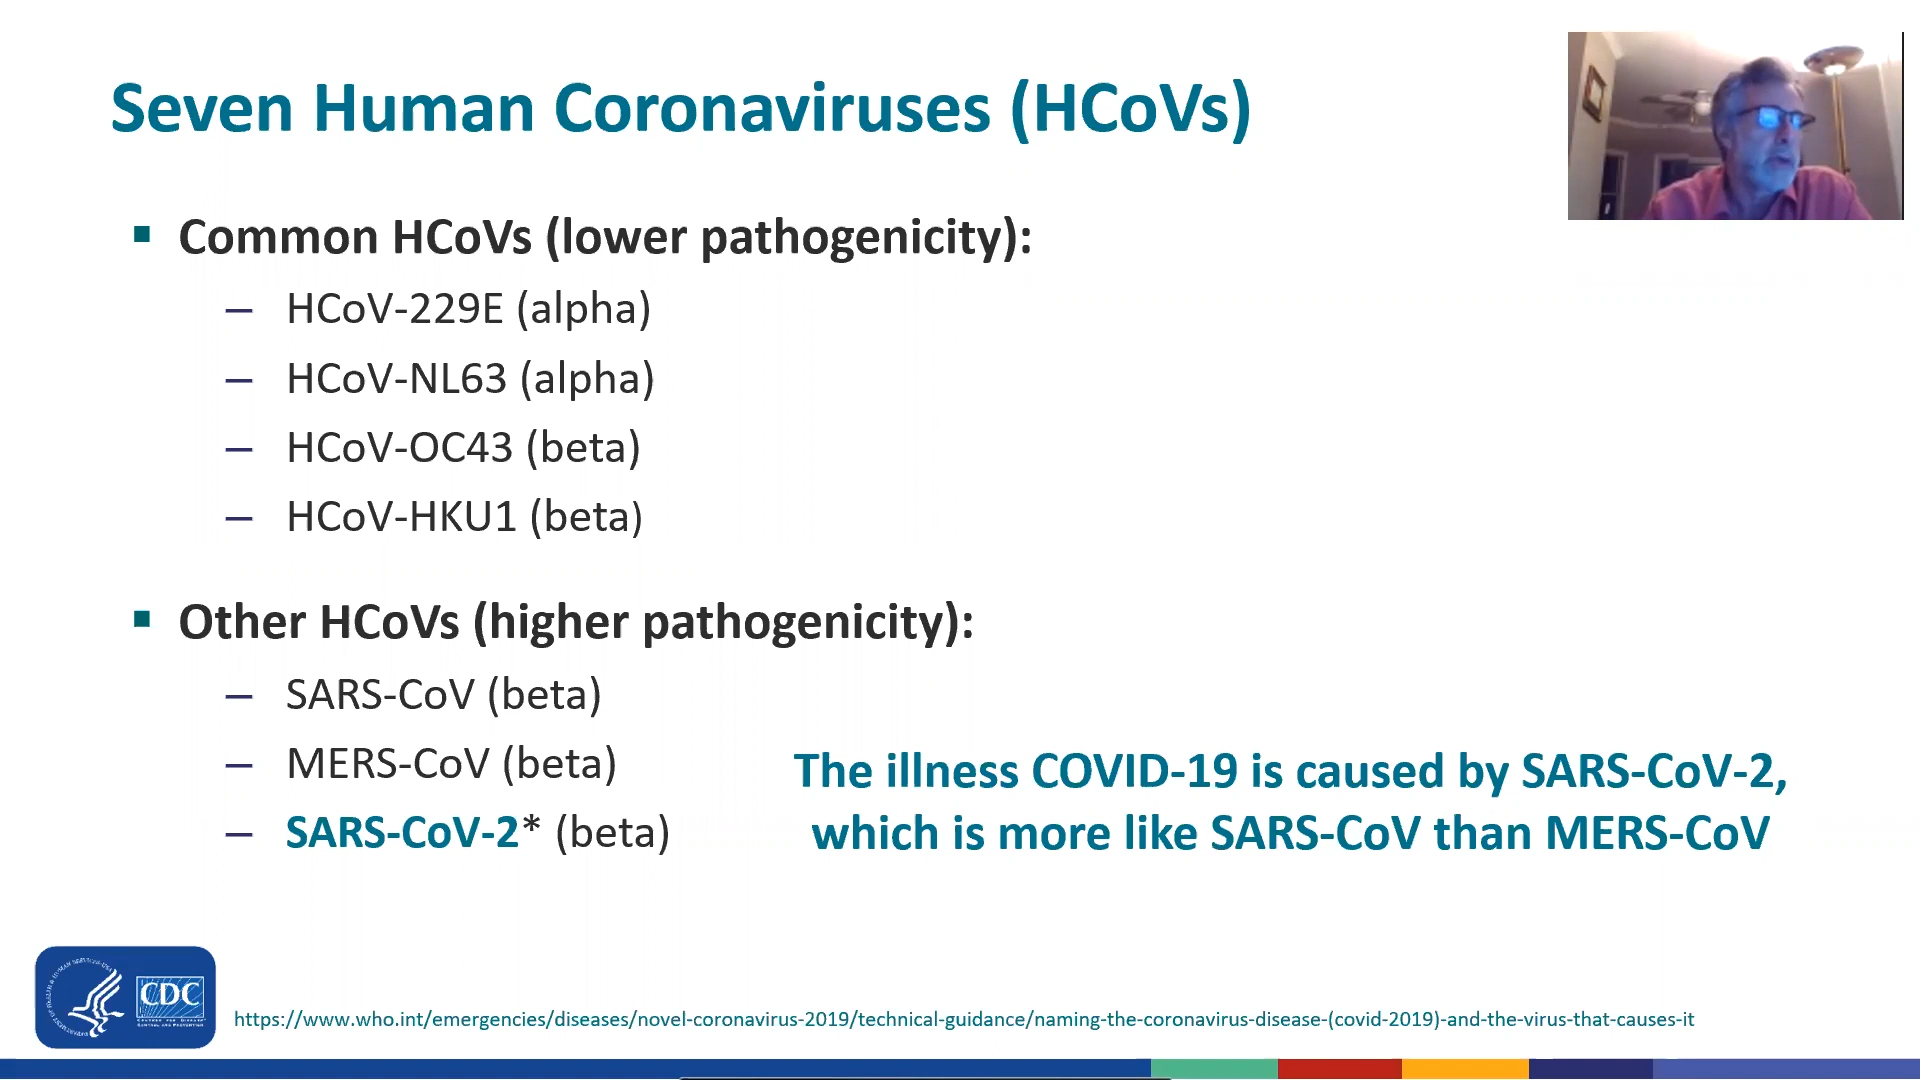 Seven Human Coronaviruses (HCoVs)
▪ Common HCoVs (lower pathogenicity):
– HCoV-229E (alpha)
– HCoV-NL63 (alpha)
– HCoV-OC43 (beta)
– HCoV-HKU1 (beta)
▪ Other HCoVs (higher pathogenicity):
– SARS-CoV (beta)
– MERS-CoV (beta)
– SARS-CoV-2* (beta)
The illness COVID-19 is caused by SARS-CoV-2,
which is more like SARS-CoV than MERS-CoV
CDC
https://www.who.int/emergencies/diseases/novel-coronavirus-2019/technical-guidance/naming-the-coronavirus-disease-(covid-2019)-and-the-virus-that-causes-it